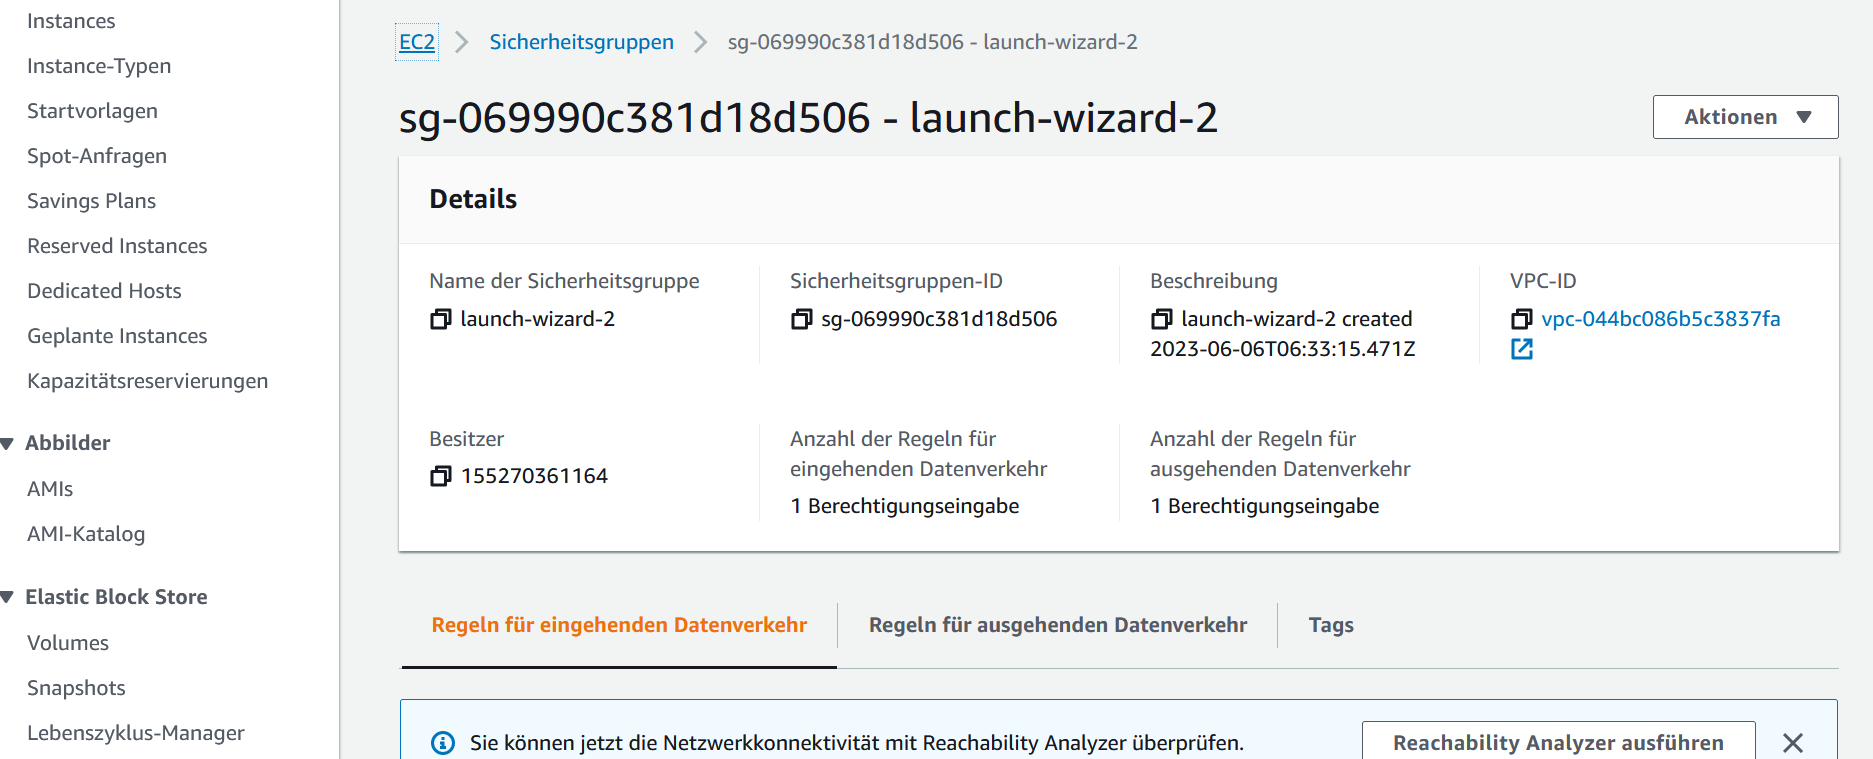 Instances
Instance-Typen
Startvorlagen
Spot-Anfragen
Savings Plans
Reserved Instances
Dedicated Hosts
Geplante Instances
Kapazitätsreservierungen
Abbilder
AMIs
AMI-Katalog
Elastic Block Store
Volumes
Snapshots
Lebenszyklus-Manager
EC2 Sicherheitsgruppen sg-069990c381d18d506 - launch-wizard-2
sg-069990c381d18d506 - launch-wizard-2
Aktionen
Details
Name der Sicherheitsgruppe
launch-wizard-2
Sicherheitsgruppen-ID
sg-069990c381d18d506
Beschreibung
launch-wizard-2 created
2023-06-06T06:33:15.471Z
VPC-ID
vpc-044bc086b5c3837fa
Besitzer
155270361164
Anzahl der Regeln für
eingehenden Datenverkehr
1 Berechtigungseingabe
Anzahl der Regeln für
ausgehenden Datenverkehr
1 Berechtigungseingabe
Regeln für eingehenden Datenverkehr
Regeln für ausgehenden Datenverkehr
Tags
Sie können jetzt die Netzwerkkonnektivität mit Reachability Analyzer überprüfen.
Reachability Analyzer ausführen